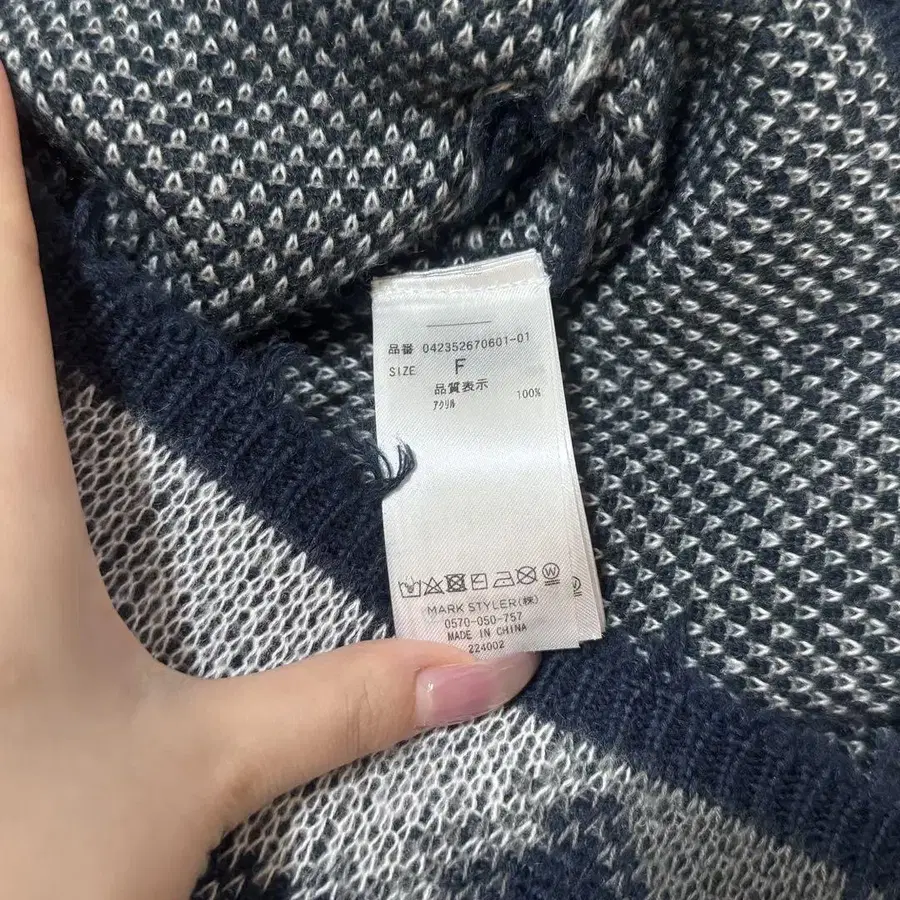 品番 042352670601-01
SIZE F
品質表示
アクリル 100%
MARK STYLER(株)
0570-050-757
MADE IN CHINA
224002